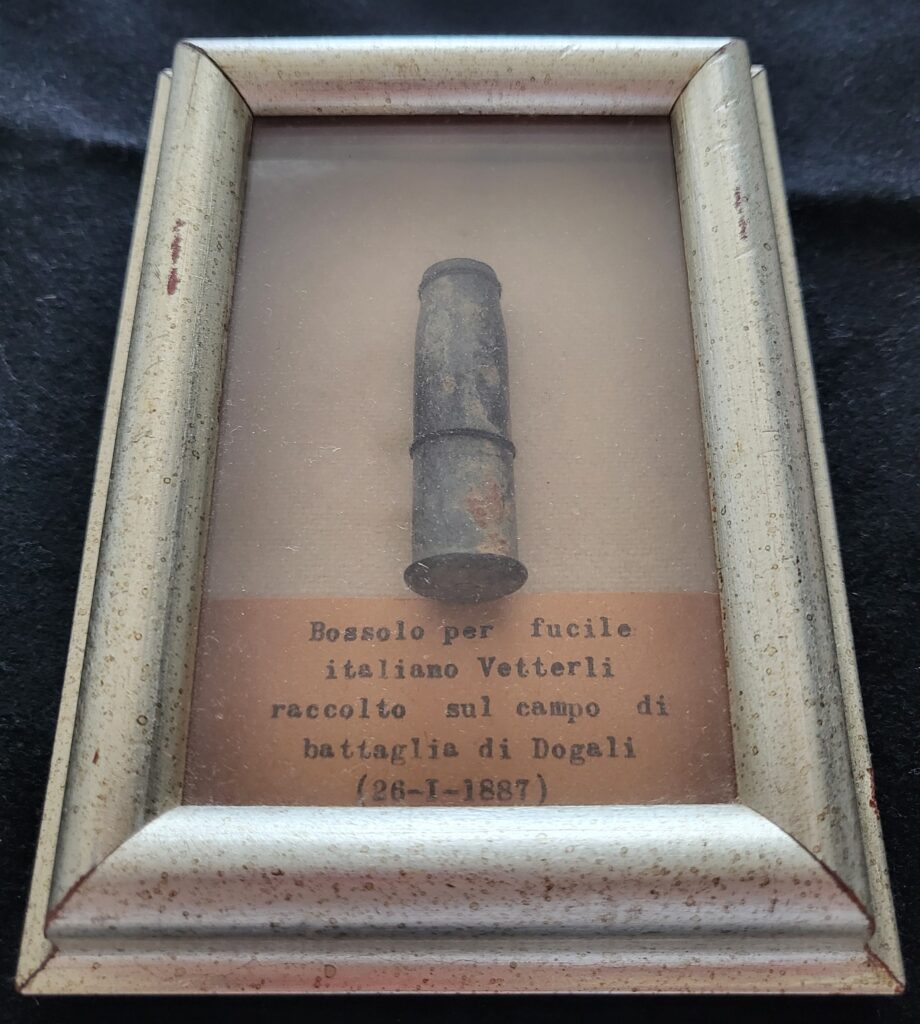 Bossolo per fucile
italiano Vetterli
raccolto sul campo di
battaglia di Dogali
(26-I-1887)